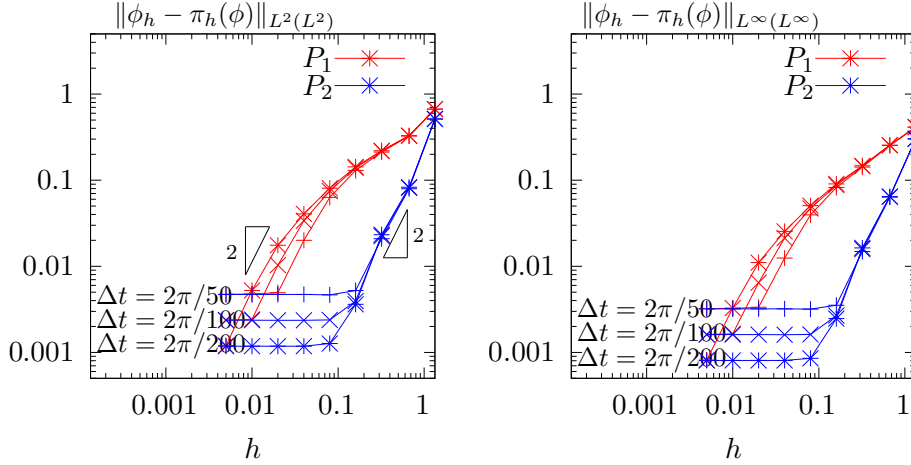 ‖ϕ_h − π_h(ϕ)‖_{L²(L²)}
P_1
P_2
1
0.1
0.01
0.001
2
2
Δt = 2π/50
Δt = 2π/100
Δt = 2π/200
0.001 0.01 0.1 1
h
‖ϕ_h − π_h(ϕ)‖_{L^∞(L^∞)}
P_1
P_2
1
0.1
0.01
0.001
Δt = 2π/50
Δt = 2π/100
Δt = 2π/200
0.001 0.01 0.1 1
h